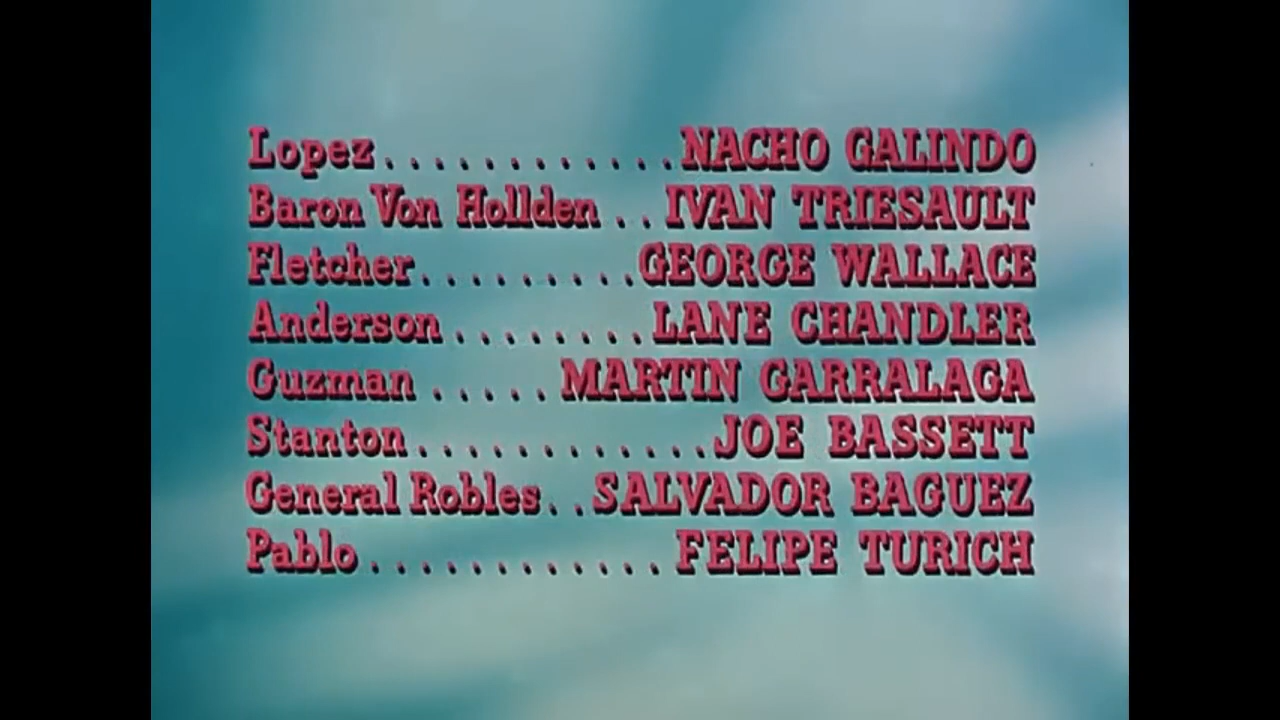 Lopez............NACHO GALINDO
Baron Von Hollden..IVAN TRIESAULT
Fletcher.........GEORGE WALLACE
Anderson........LANE CHANDLER
Guzman.....MARTIN GARRALAGA
Stanton............JOE BASSETT
General Robles..SALVADOR BAGUEZ
Pablo............FELIPE TURICH